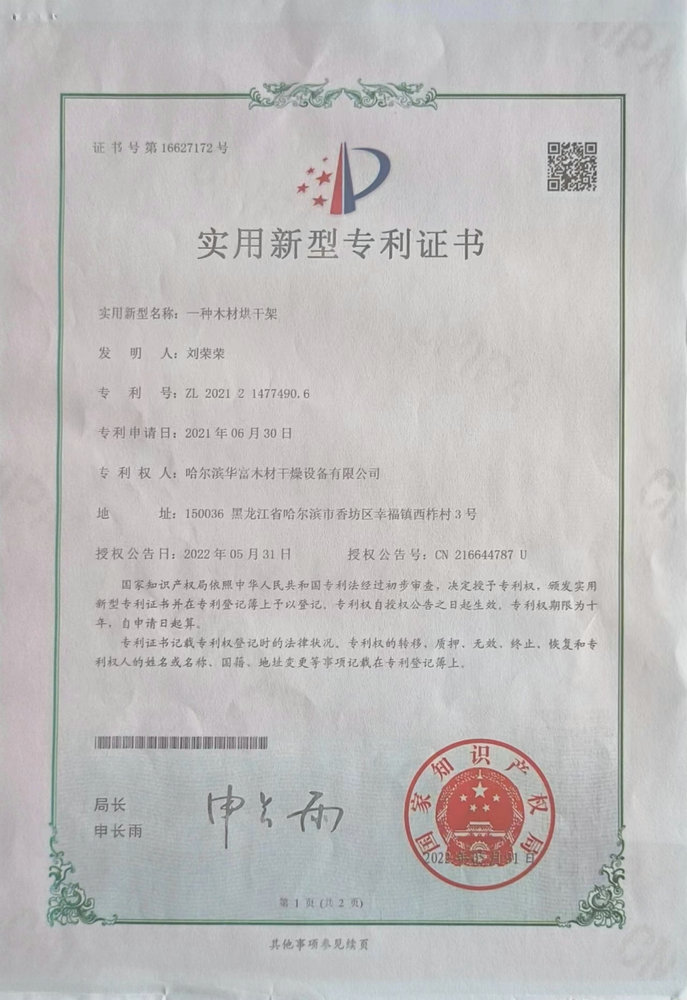 证书号第16627172号
实用新型专利证书
实用新型名称：一种木材烘干架
发明人：刘荣荣
专利号：ZL 2021 2 1477490.6
专利申请日：2021年06月30日
专利权人：哈尔滨华富木材干燥设备有限公司
地址：150036 黑龙江省哈尔滨市香坊区幸福镇西柞村3号
授权公告日：2022年05月31日 授权公告号：CN 216644787 U
国家知识产权局依照中华人民共和国专利法经过初步审查，决定授予专利权，颁发实用
新型专利证书并在专利登记簿上予以登记。专利权自授权公告之日起生效。专利权期限为十
年，自申请日起算。
专利证书记载专利权登记时的法律状况。专利权的转移、质押、无效、终止、恢复和专
利权人的姓名或名称、国籍、地址变更等事项记载在专利登记簿上。
局长
申长雨
申长雨
国家知识产权局
2022年05月31日
第1页(共2页)
其他事项参见续页